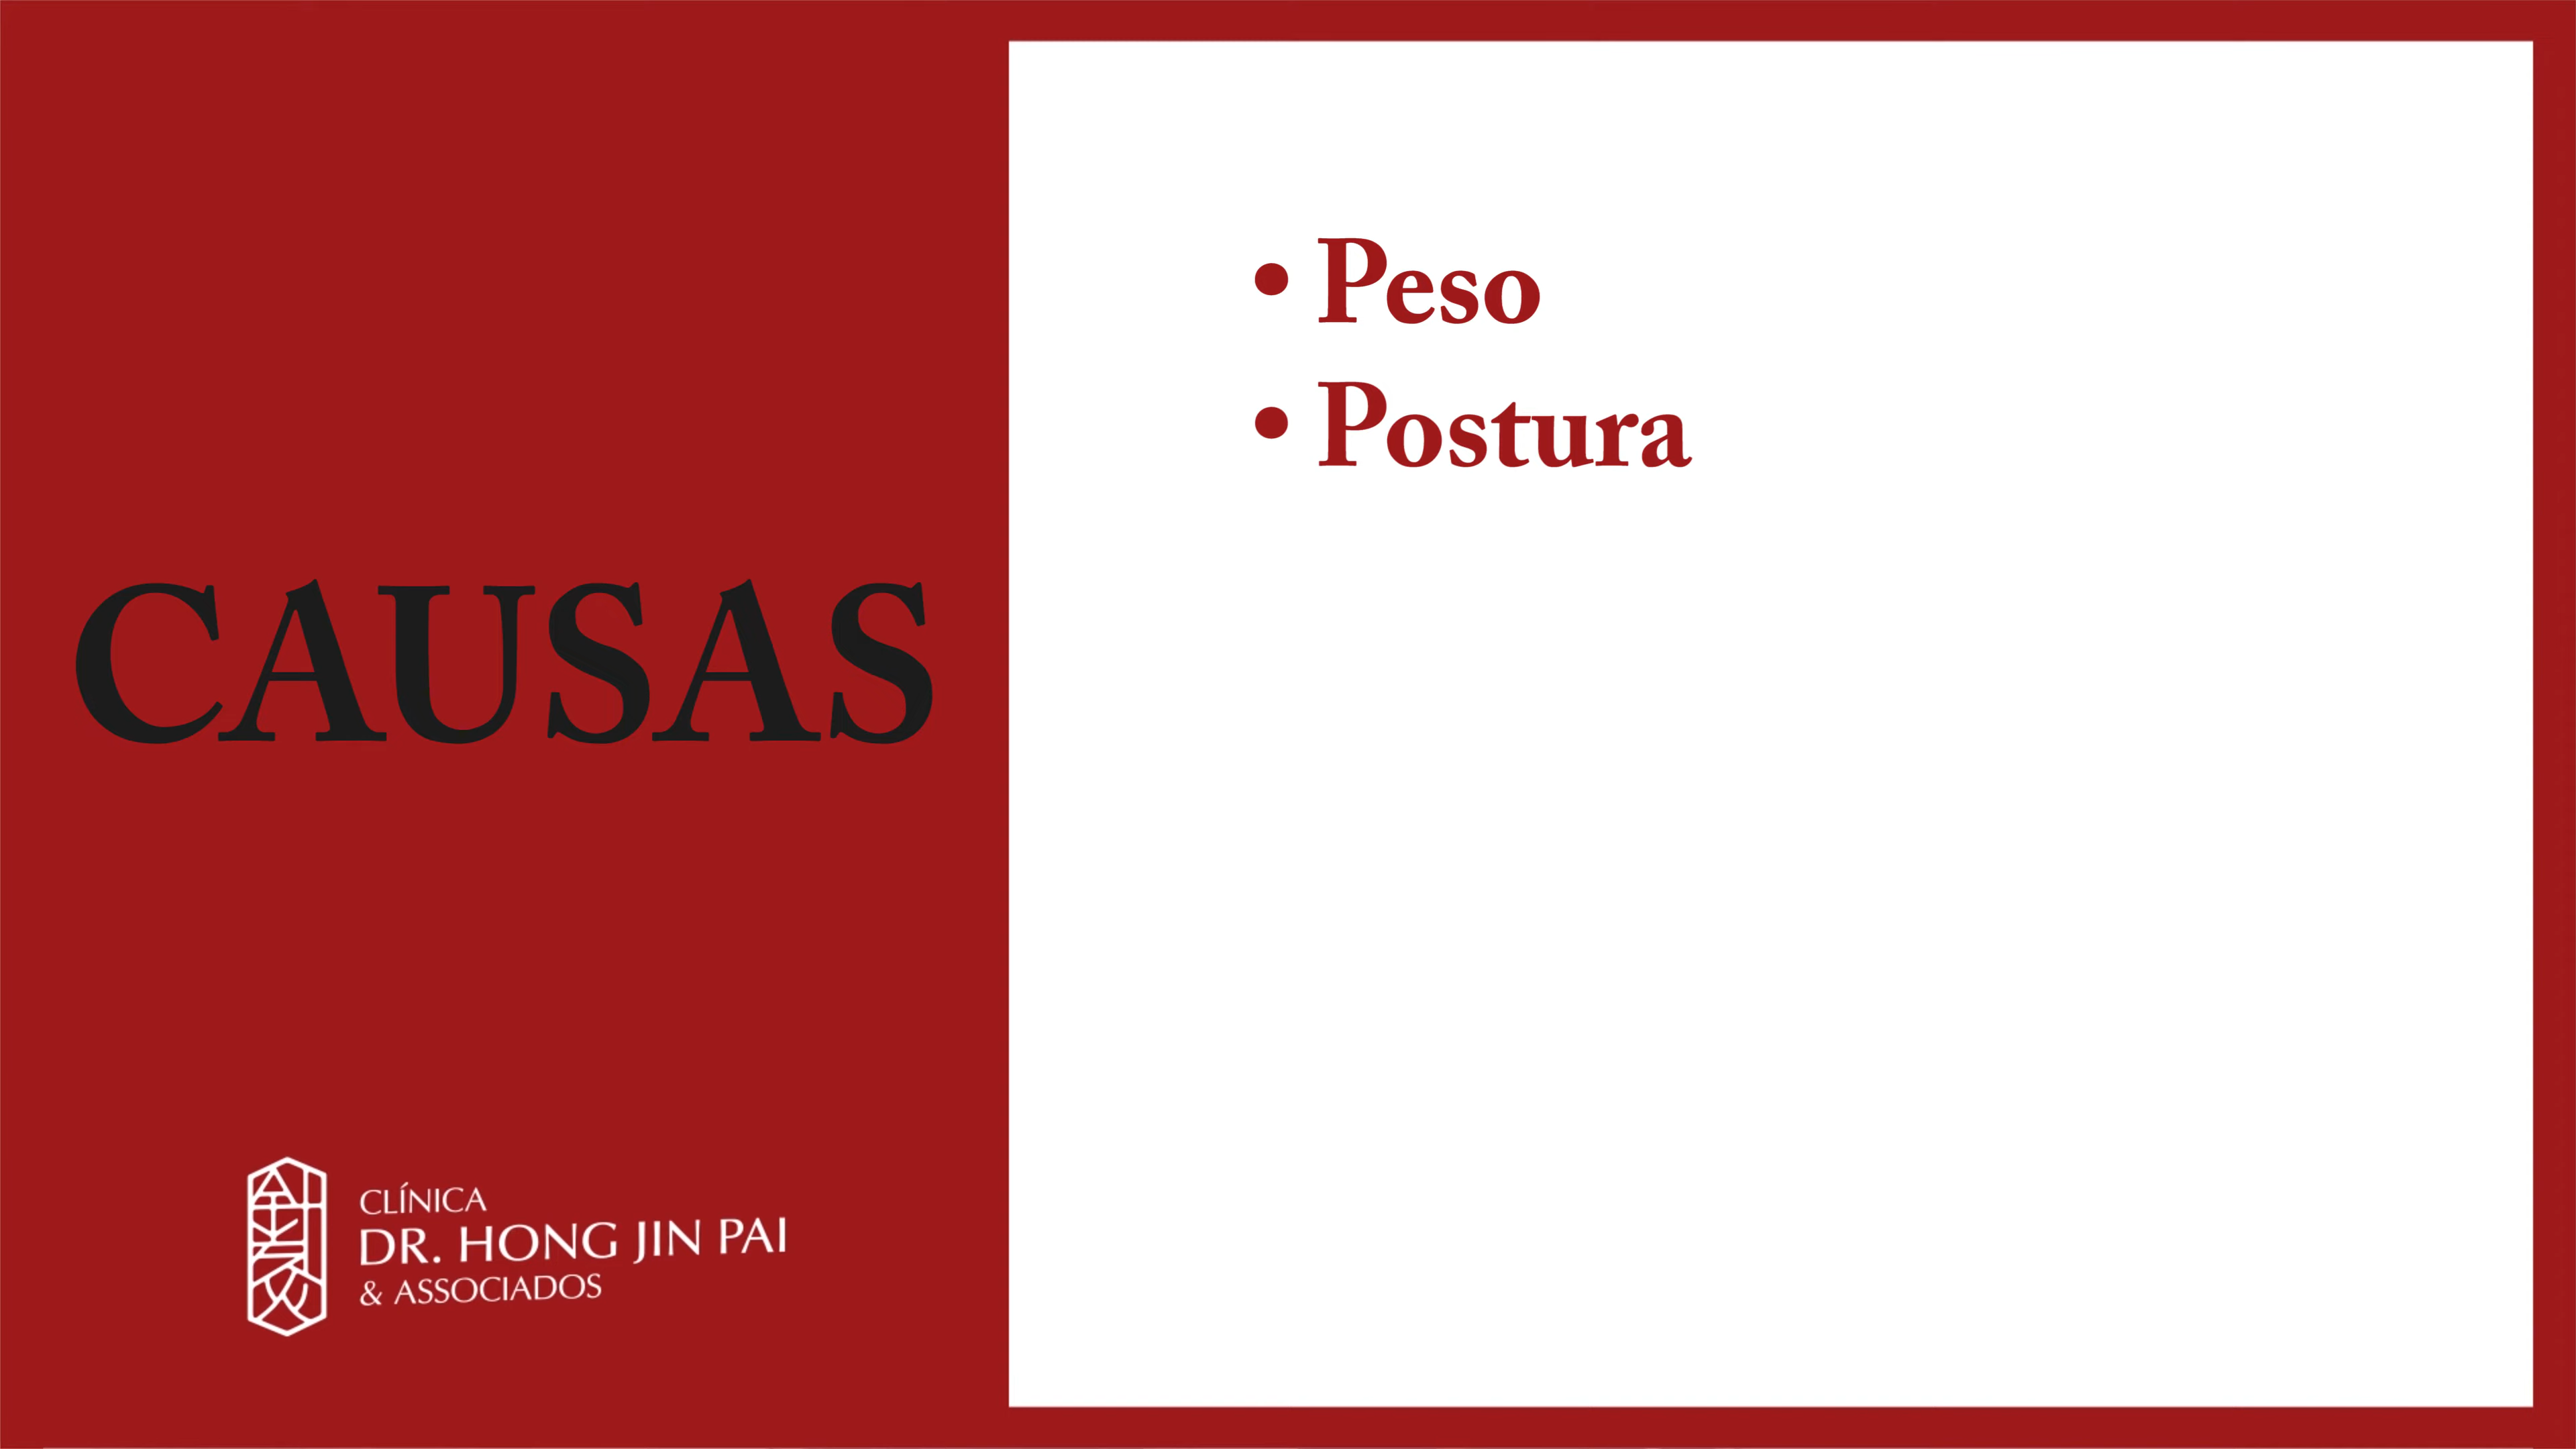 CAUSAS
• Peso
• Postura
CLÍNICA
DR. HONG JIN PAI
& ASSOCIADOS